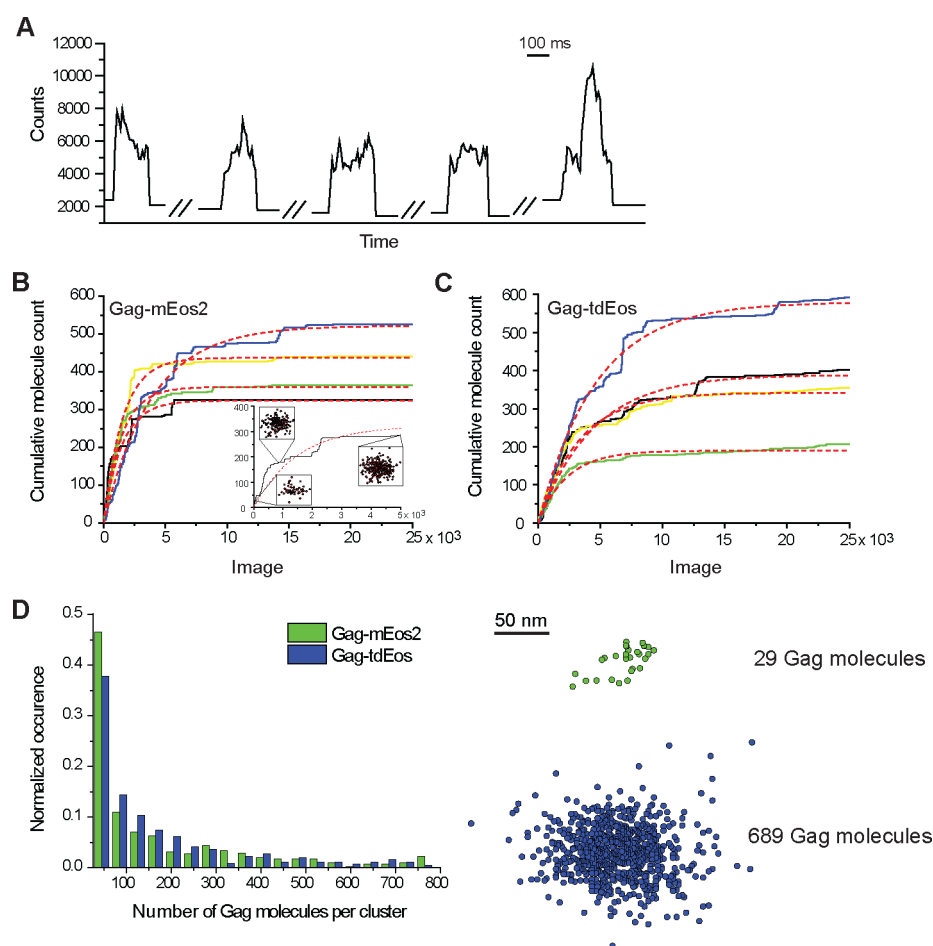 A
100 ms
12000
10000
8000
6000
4000
2000
Counts
Time
B
Gag-mEos2
600
500
400
300
200
100
0
Cumulative molecule count
400
300
200
100
0
0 1 2 3 4 5 x 10³
0 5 10 15 20 25 x 10³
Image
C
Gag-tdEos
600
500
400
300
200
100
0
Cumulative molecule count
0 5 10 15 20 25 x 10³
Image
D
0.5
0.4
0.3
0.2
0.1
0.0
Normalized occurence
Gag-mEos2
Gag-tdEos
100 200 300 400 500 600 700 800
Number of Gag molecules per cluster
50 nm
29 Gag molecules
689 Gag molecules